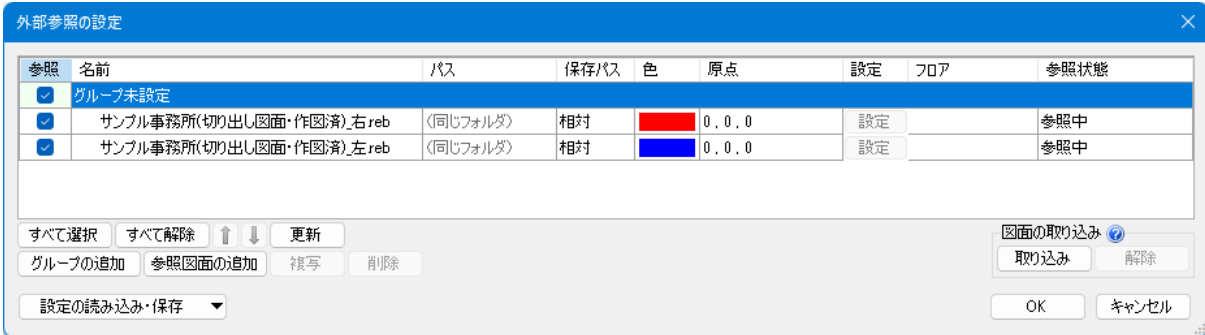 外部参照の設定
参照 名前 パス 保存パス 色 原点 設定 フロア 参照状態
グループ未設定
サンプル事務所(切り出し図面・作図済)_右reb (同じフォルダ) 相対 0, 0, 0 設定 参照中
サンプル事務所(切り出し図面・作図済)_左reb (同じフォルダ) 相対 0, 0, 0 設定 参照中
すべて選択 すべて解除 ⬆ ⬇ 更新 図面の取り込み ?
グループの追加 参照図面の追加 複写 削除 取り込み 解除
設定の読み込み・保存 ▼ OK キャンセル